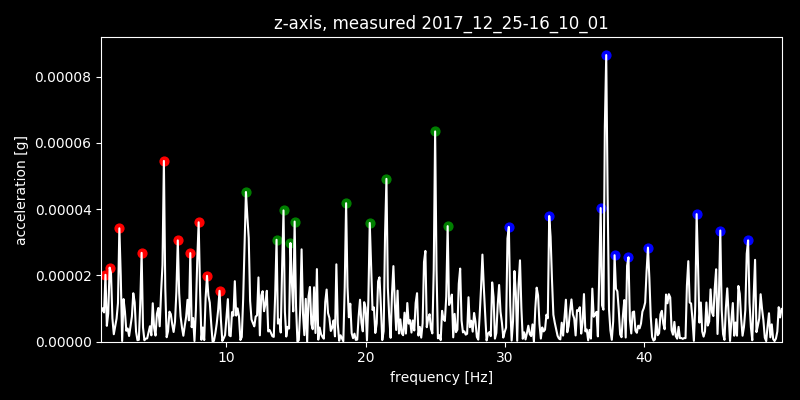 z-axis, measured 2017_12_25-16_10_01
0.00008
0.00006
0.00004
0.00002
0.00000
acceleration [g]
10 20 30 40
frequency [Hz]